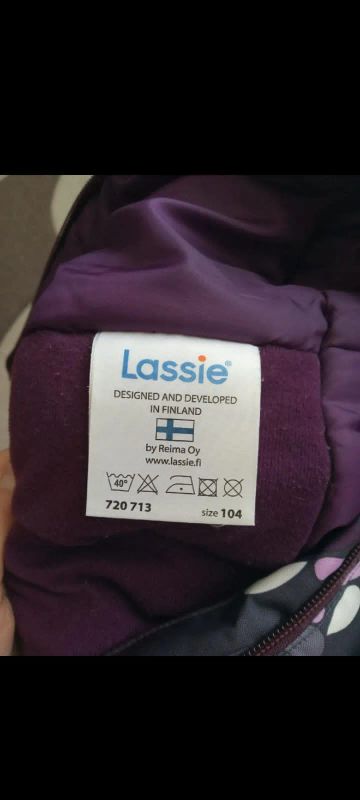 Lassie®
DESIGNED AND DEVELOPED
IN FINLAND
by Reima Oy
www.lassie.fi
40°
720 713 size 104